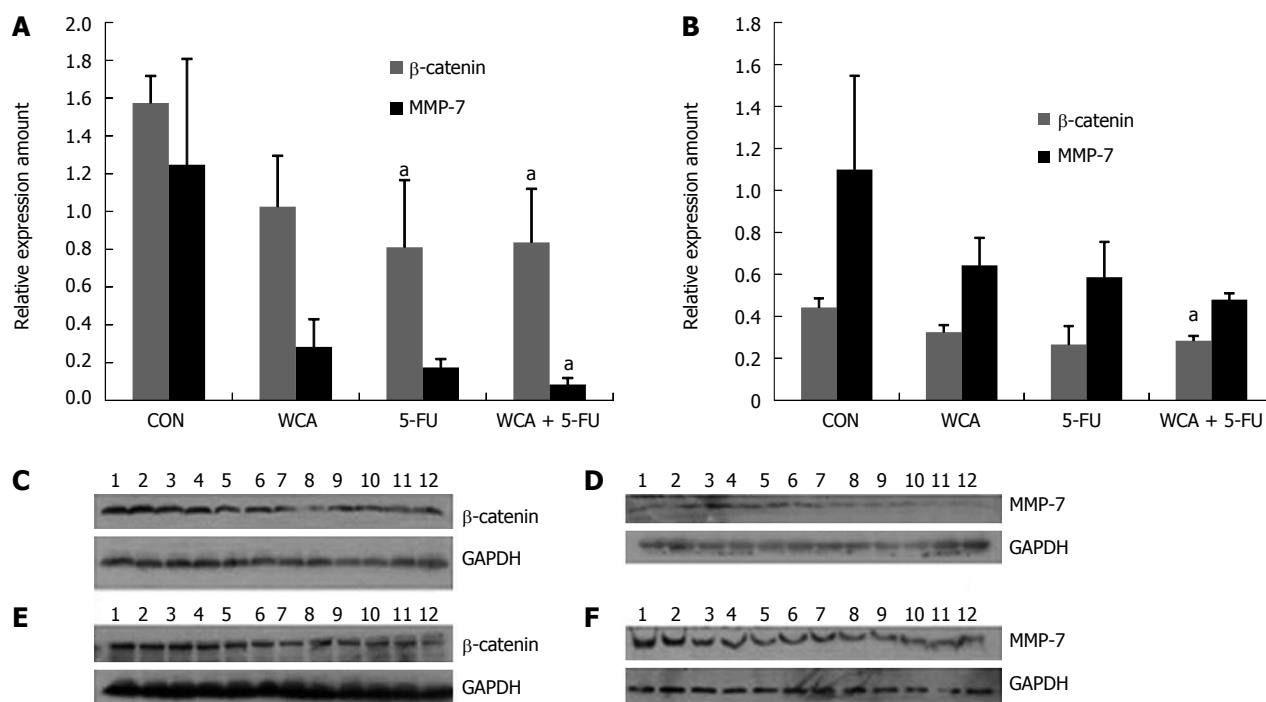 A
2.0
1.8
1.6
1.4
1.2
1.0
0.8
0.6
0.4
0.2
0.0
Relative expression amount
β-catenin
MMP-7
a
a
a
CON
WCA
5-FU
WCA + 5-FU
B
1.8
1.6
1.4
1.2
1.0
0.8
0.6
0.4
0.2
0
Relative expression amount
β-catenin
MMP-7
a
CON
WCA
5-FU
WCA + 5-FU
C
1 2 3 4 5 6 7 8 9 10 11 12
β-catenin
GAPDH
D
1 2 3 4 5 6 7 8 9 10 11 12
MMP-7
GAPDH
E
1 2 3 4 5 6 7 8 9 10 11 12
β-catenin
GAPDH
F
1 2 3 4 5 6 7 8 9 10 11 12
MMP-7
GAPDH